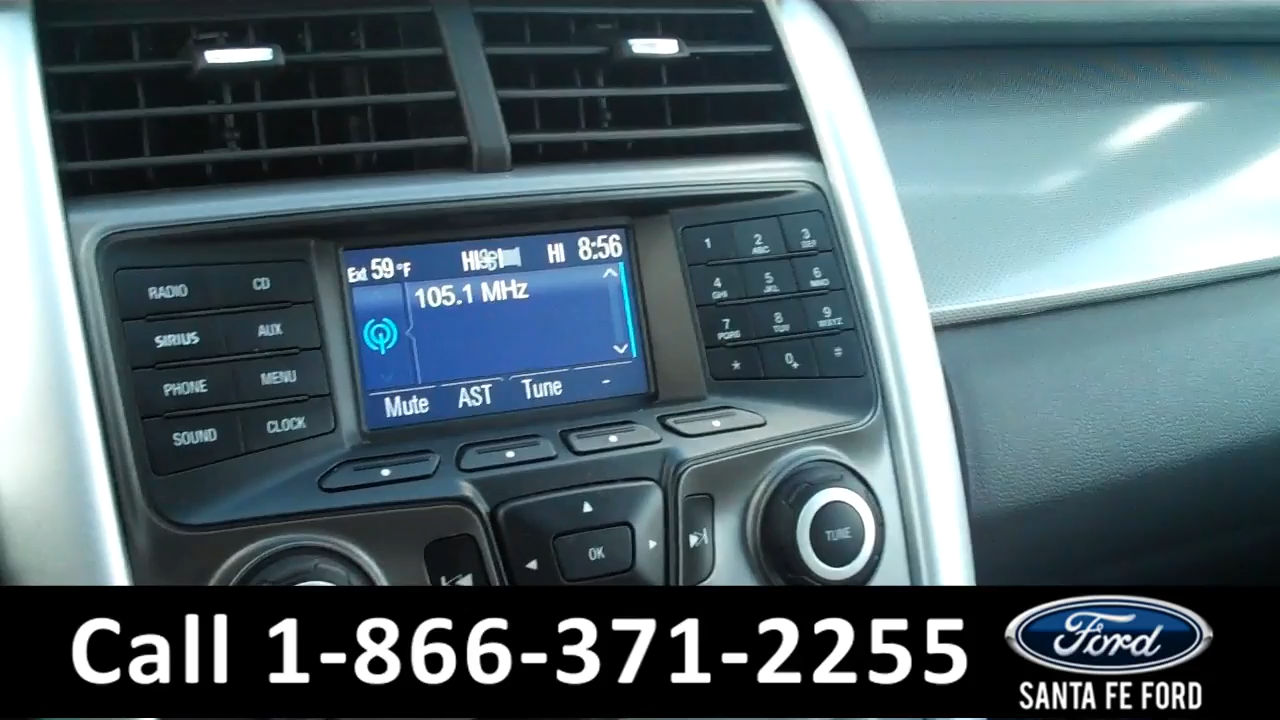 Ext 59 °F HI HI 8:56
105.1 MHz
Mute AST Tune -
RADIO CD
SIRIUS AUX
PHONE MENU
SOUND CLOCK
1 2 ABC 3 DEF
4 GHI 5 JKL 6 MNO
7 PQRS 8 TUV 9 WXYZ
* 0 + #
OK
TUNE
Call 1-866-371-2255
Ford
SANTA FE FORD